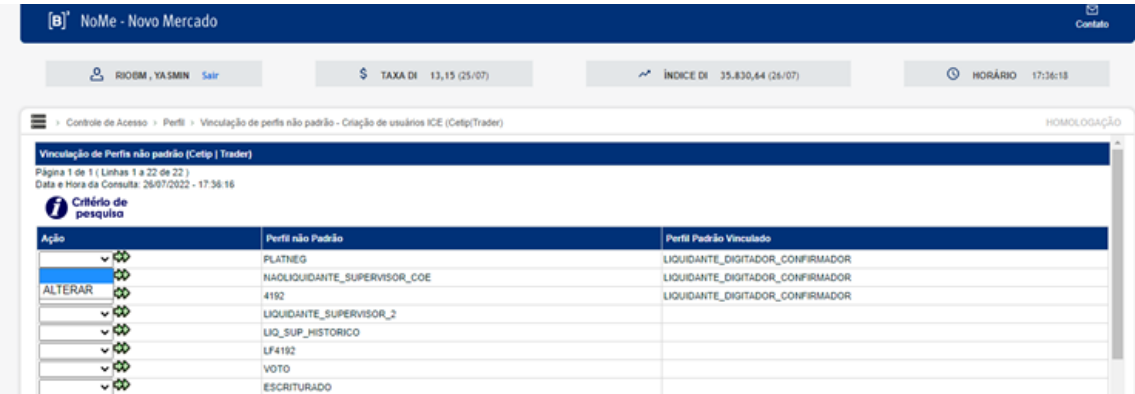 [B]³ NoMe - Novo Mercado
Contato
RIOBM , YASMIN Sair
TAXA DI 13,15 (25/07)
ÍNDICE DI 35.830,64 (26/07)
HORÁRIO 17:36:18
> Controle de Acesso > Perfil > Vinculação de perfis não padrão - Criação de usuários ICE (Cetip(Trader)
HOMOLOGAÇÃO
Vinculação de Perfis não padrão (Cetip | Trader)
Página 1 de 1 ( Linhas 1 a 22 de 22 )
Data e Hora da Consulta: 26/07/2022 - 17:36:16
Critério de
pesquisa
Ação Perfil não Padrão Perfil Padrão Vinculado
PLATNEG LIQUIDANTE_DIGITADOR_CONFIRMADOR
NAOLIQUIDANTE_SUPERVISOR_COE LIQUIDANTE_DIGITADOR_CONFIRMADOR
ALTERAR
4192 LIQUIDANTE_DIGITADOR_CONFIRMADOR
LIQUIDANTE_SUPERVISOR_2
LIQ_SUP_HISTORICO
LF4192
VOTO
ESCRITURADO